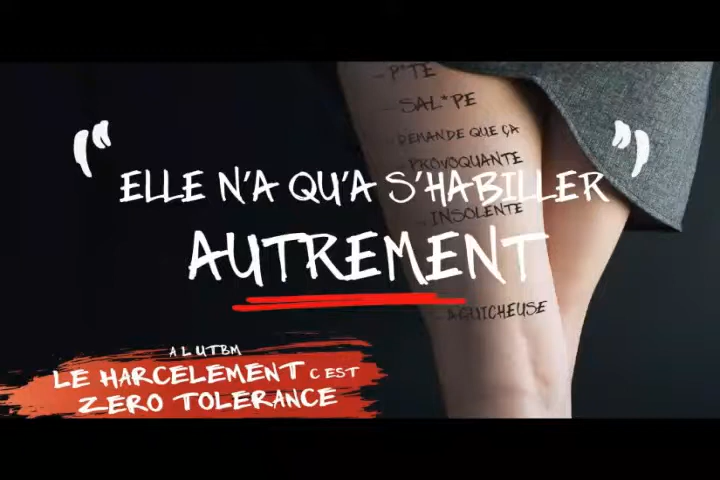 P*TE
SAL*PE
DEMANDE QUE ÇA
PROVOQUANTE
“ELLE N'A QU'A S'HABILLER
INSOLENTE
AUTREMENT”
AGUICHEUSE
A L UTBM
LE HARCELEMENT C EST
ZERO TOLERANCE